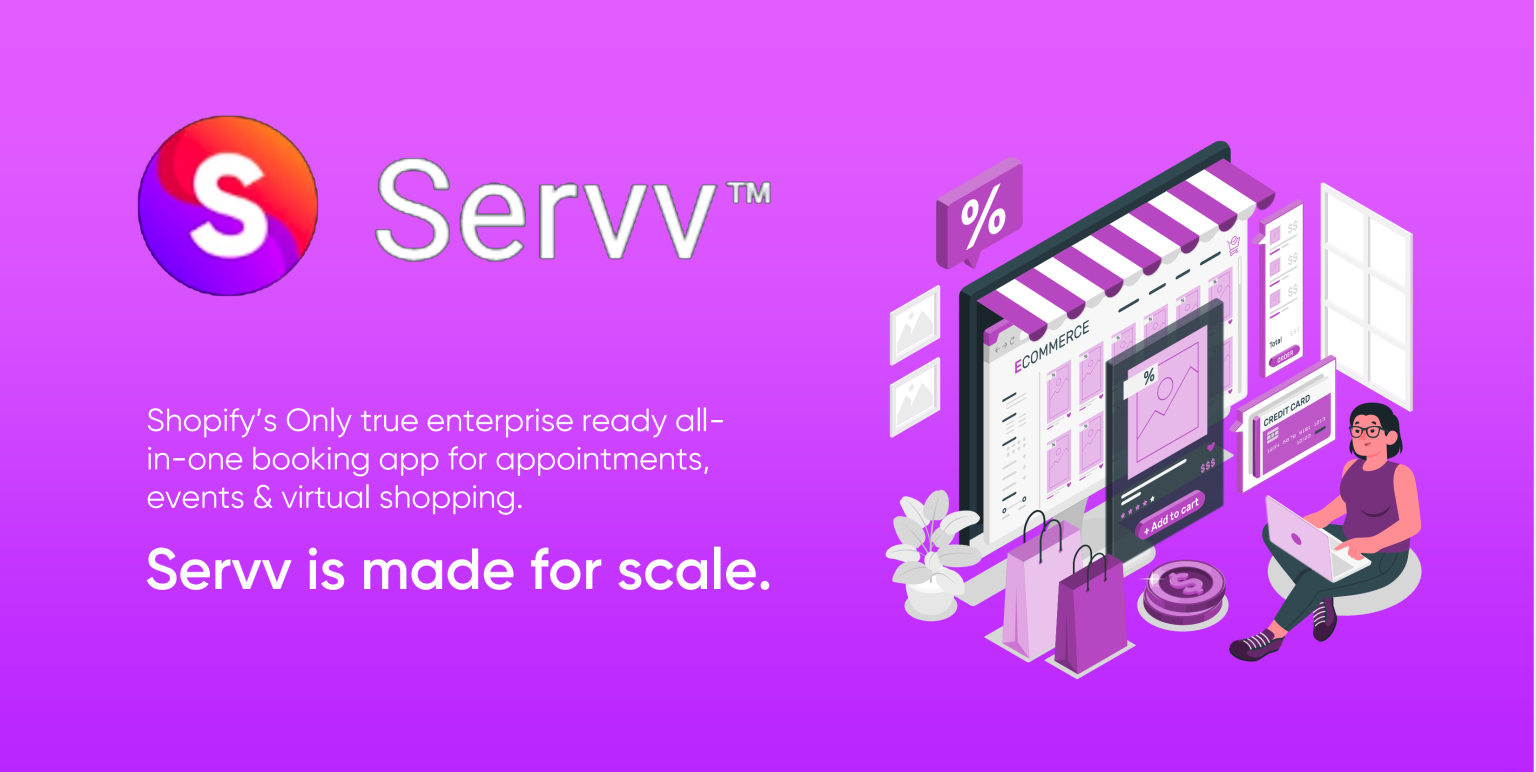 S
Servv™
Shopify’s Only true enterprise ready all-
in-one booking app for appointments,
events & virtual shopping.
Servv is made for scale.
%
ECOMMERCE
%
$$$
+ Add to cart
$$
$$
$$
$$$
Total
ORDER
CREDIT CARD
$